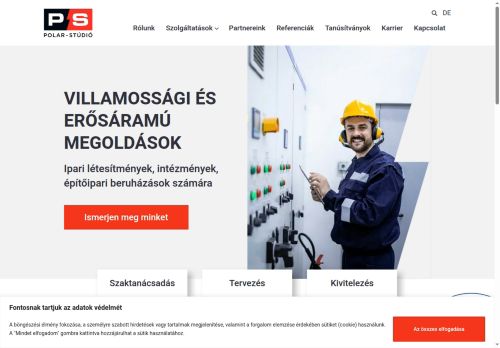 PS
POLAR-STÚDIÓ
DE
Rólunk Szolgáltatások Partnereink Referenciák Tanúsítványok Karrier Kapcsolat
VILLAMOSSÁGI ÉS
ERŐSÁRAMÚ
MEGOLDÁSOK
Ipari létesítmények, intézmények,
építőipari beruházások számára
Ismerjen meg minket
Szaktanácsadás Tervezés Kivitelezés
Fontosnak tartjuk az adatok védelmét
A böngészési élmény fokozása, a személyre szabott hirdetések vagy tartalmak megjelenítése, valamint a forgalom elemzése érdekében sütiket (cookie) használunk.
A "Mindet elfogadom" gombra kattintva hozzájárulhat a sütik használatához.
Az összes elfogadása